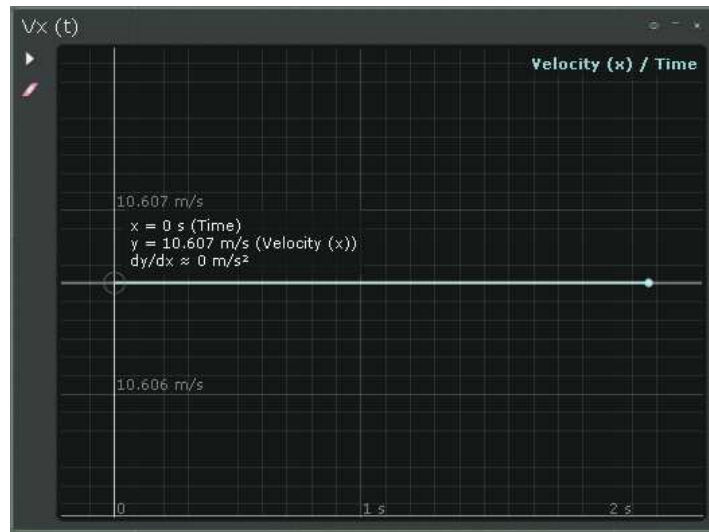 Vx (t)
Velocity (x) / Time
10.607 m/s
x = 0 s (Time)
y = 10.607 m/s (Velocity (x))
dy/dx ≈ 0 m/s²
10.606 m/s
0
1 s
2 s